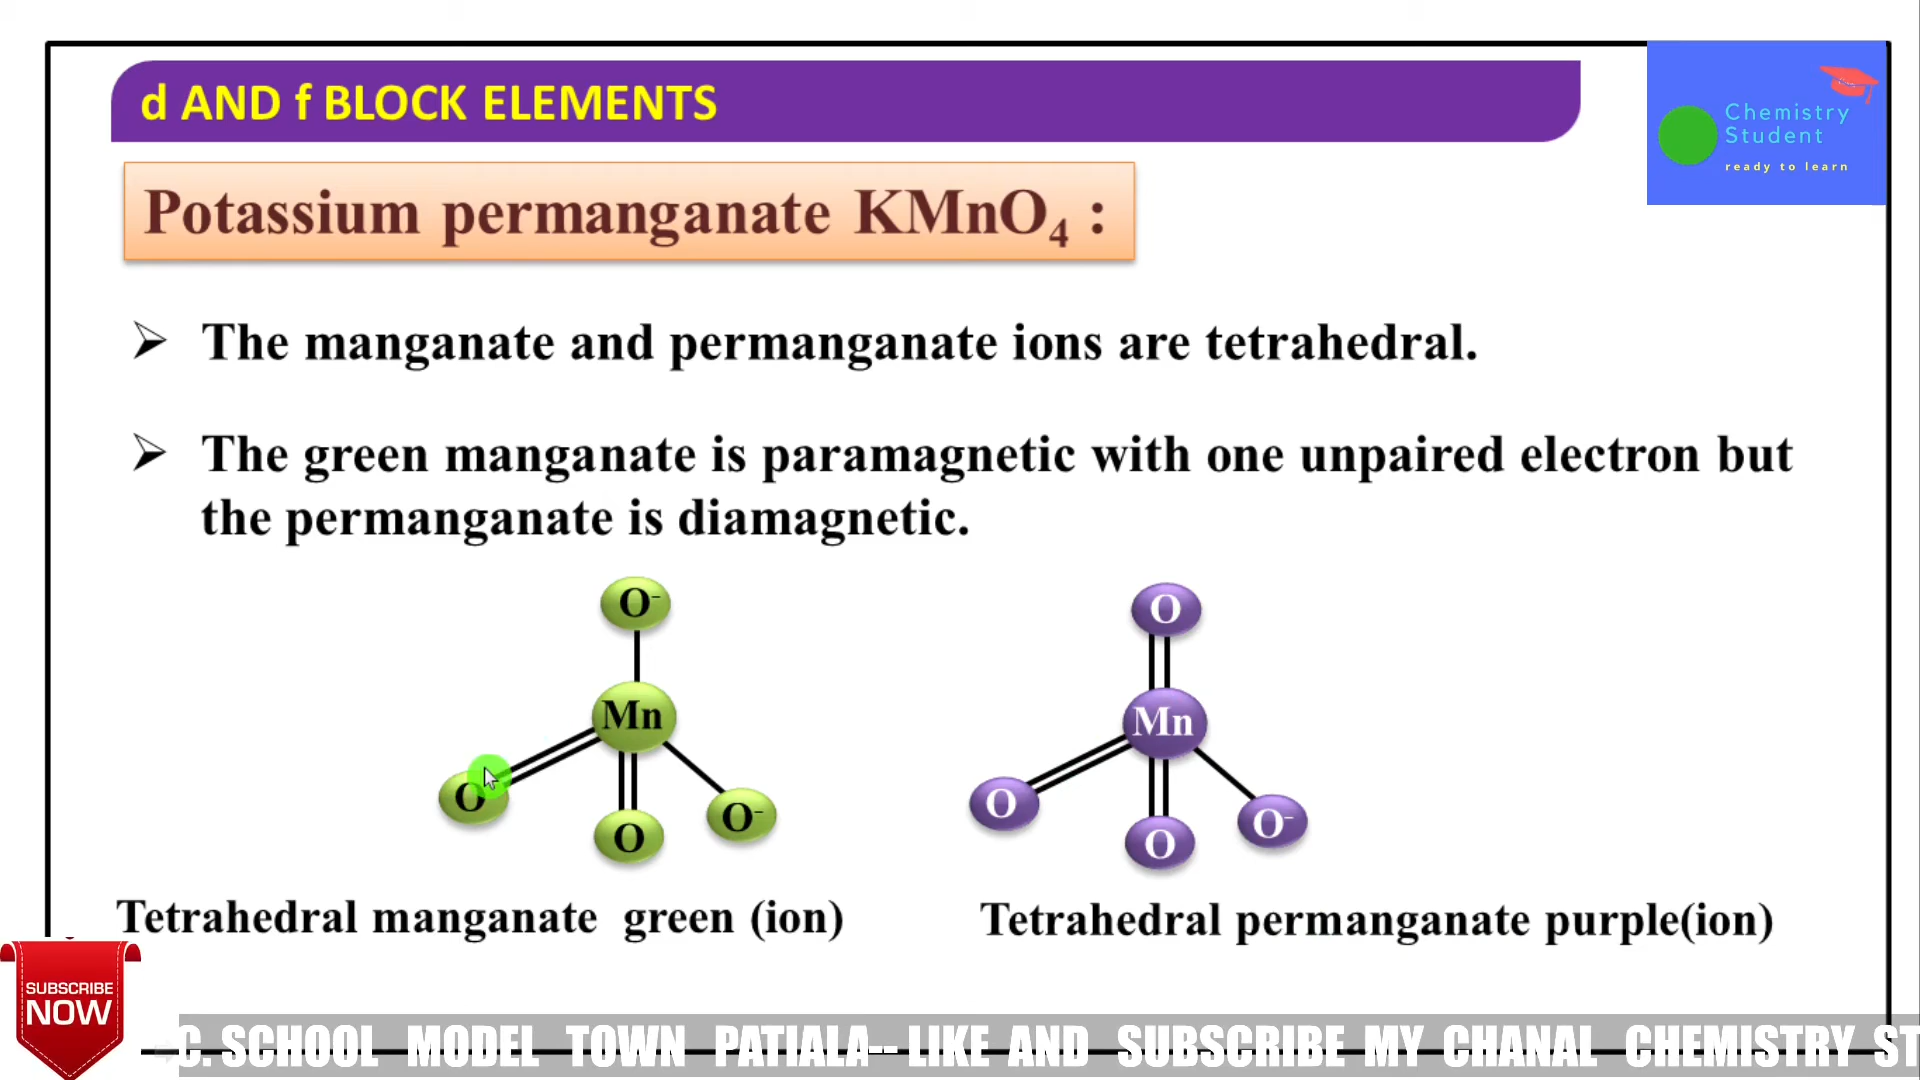 d AND f BLOCK ELEMENTS
Chemistry
Student
ready to learn
Potassium permanganate KMnO₄ :
➢ The manganate and permanganate ions are tetrahedral.
➢ The green manganate is paramagnetic with one unpaired electron but
the permanganate is diamagnetic.
O⁻
Mn
O
O
O⁻
O
Mn
O
O
O⁻
Tetrahedral manganate green (ion)
Tetrahedral permanganate purple(ion)
SUBSCRIBE
NOW
C. SCHOOL MODEL TOWN PATIALA-- LIKE AND SUBSCRIBE MY CHANAL CHEMISTRY ST